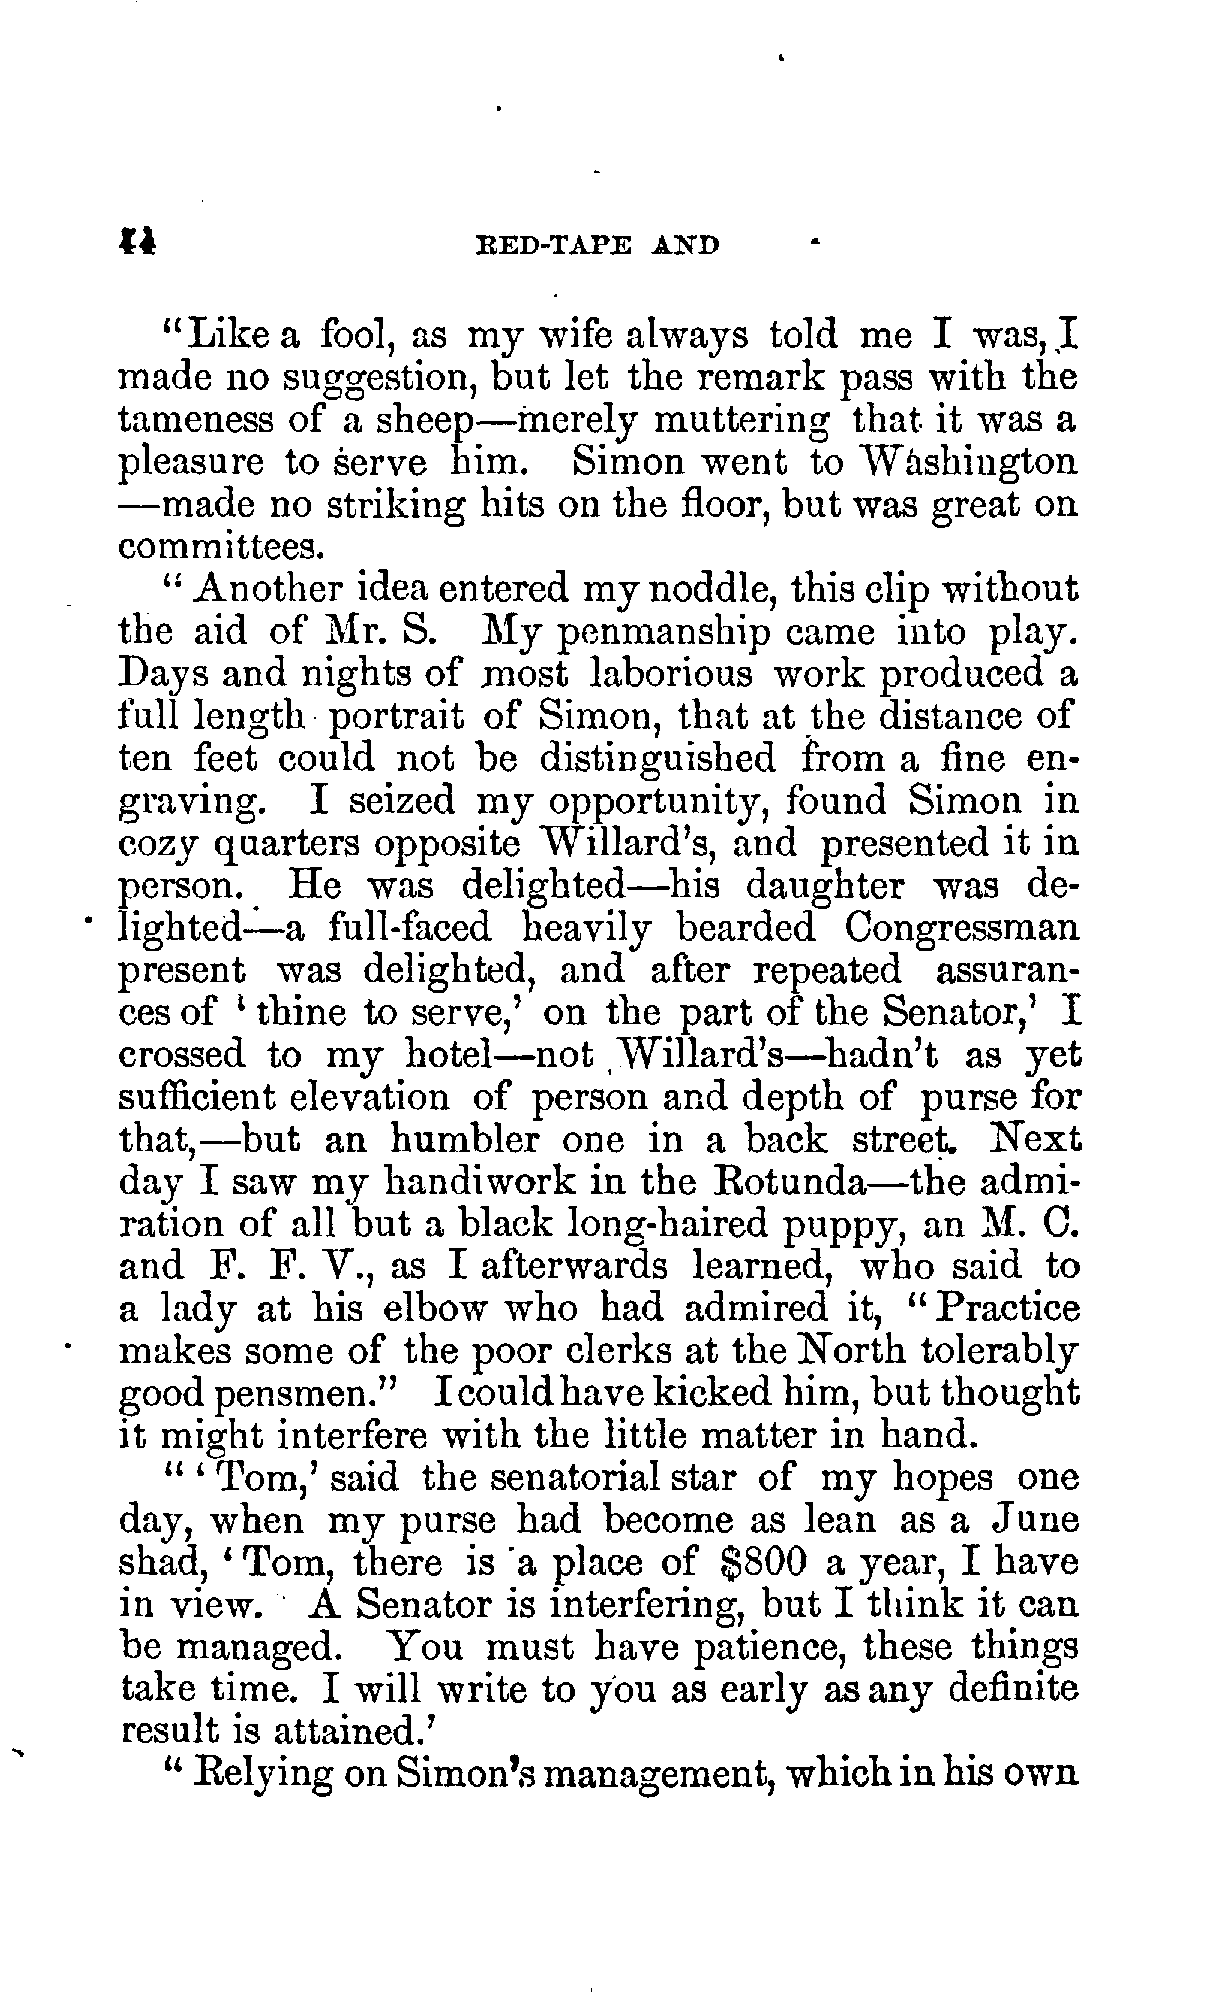 44 RED-TAPE AND
"Like a fool, as my wife always told me I was, I
made no suggestion, but let the remark pass with the
tameness of a sheep—merely muttering that it was a
pleasure to serve him. Simon went to Washington
—made no striking hits on the floor, but was great on
committees.
"Another idea entered my noddle, this clip without
the aid of Mr. S. My penmanship came into play.
Days and nights of most laborious work produced a
full length portrait of Simon, that at the distance of
ten feet could not be distinguished from a fine en-
graving. I seized my opportunity, found Simon in
cozy quarters opposite Willard's, and presented it in
person. He was delighted—his daughter was de-
lighted—a full-faced heavily bearded Congressman
present was delighted, and after repeated assuran-
ces of 'thine to serve,' on the part of the Senator,' I
crossed to my hotel—not Willard's—hadn't as yet
sufficient elevation of person and depth of purse for
that,—but an humbler one in a back street. Next
day I saw my handiwork in the Rotunda—the admi-
ration of all but a black long-haired puppy, an M. C.
and F. F. V., as I afterwards learned, who said to
a lady at his elbow who had admired it, "Practice
makes some of the poor clerks at the North tolerably
good pensmen." I could have kicked him, but thought
it might interfere with the little matter in hand.
"'Tom,' said the senatorial star of my hopes one
day, when my purse had become as lean as a June
shad, 'Tom, there is a place of $800 a year, I have
in view. A Senator is interfering, but I think it can
be managed. You must have patience, these things
take time. I will write to you as early as any definite
result is attained.'
"Relying on Simon's management, which in his own